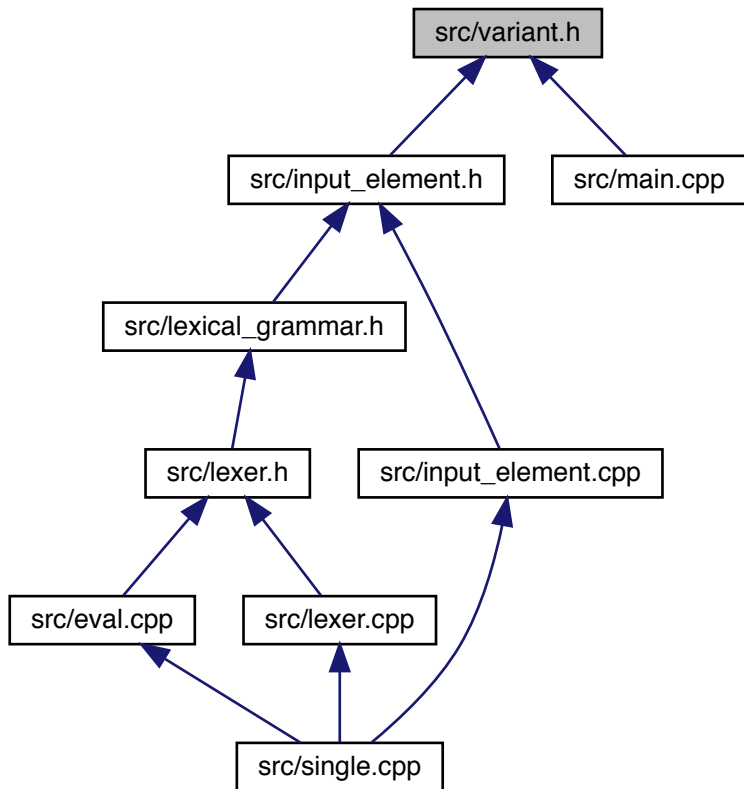 src/variant.h
src/input_element.h
src/main.cpp
src/lexical_grammar.h
src/lexer.h
src/input_element.cpp
src/eval.cpp
src/lexer.cpp
src/single.cpp